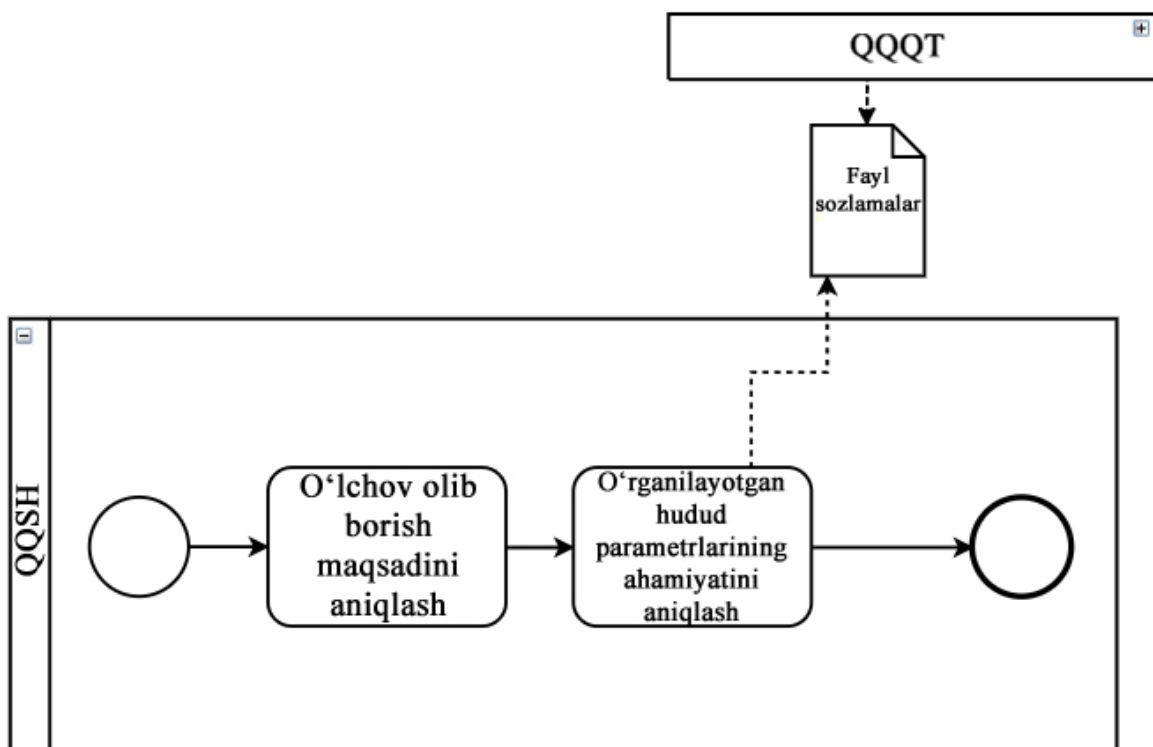 QQQT
Fayl
sozlamalar
QQSH
O‘lchov olib
borish
maqsadini
aniqlash
O‘rganilayotgan
hudud
parametrlarining
ahamiyatini
aniqlash